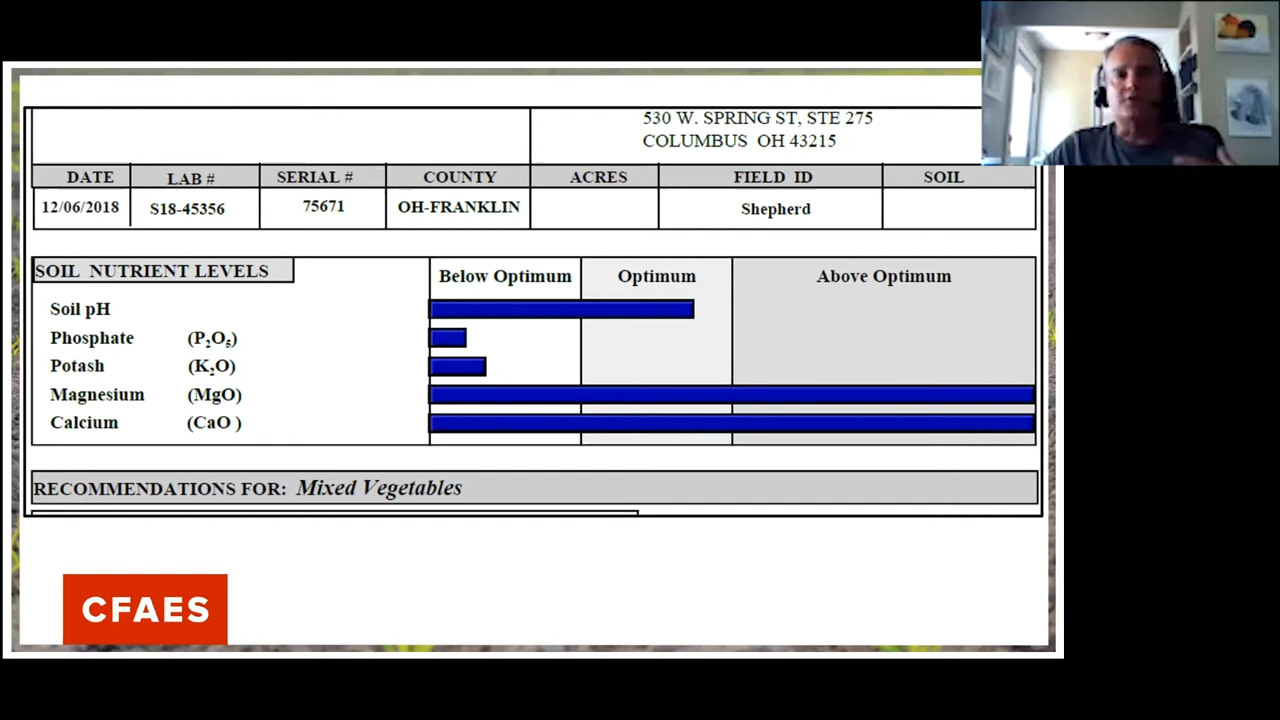 530 W. SPRING ST, STE 275
COLUMBUS OH 43215
DATE LAB # SERIAL # COUNTY ACRES FIELD ID SOIL
12/06/2018 S18-45356 75671 OH-FRANKLIN Shepherd
SOIL NUTRIENT LEVELS Below Optimum Optimum Above Optimum
Soil pH
Phosphate (P₂O₅)
Potash (K₂O)
Magnesium (MgO)
Calcium (CaO )
RECOMMENDATIONS FOR: Mixed Vegetables
CFAES